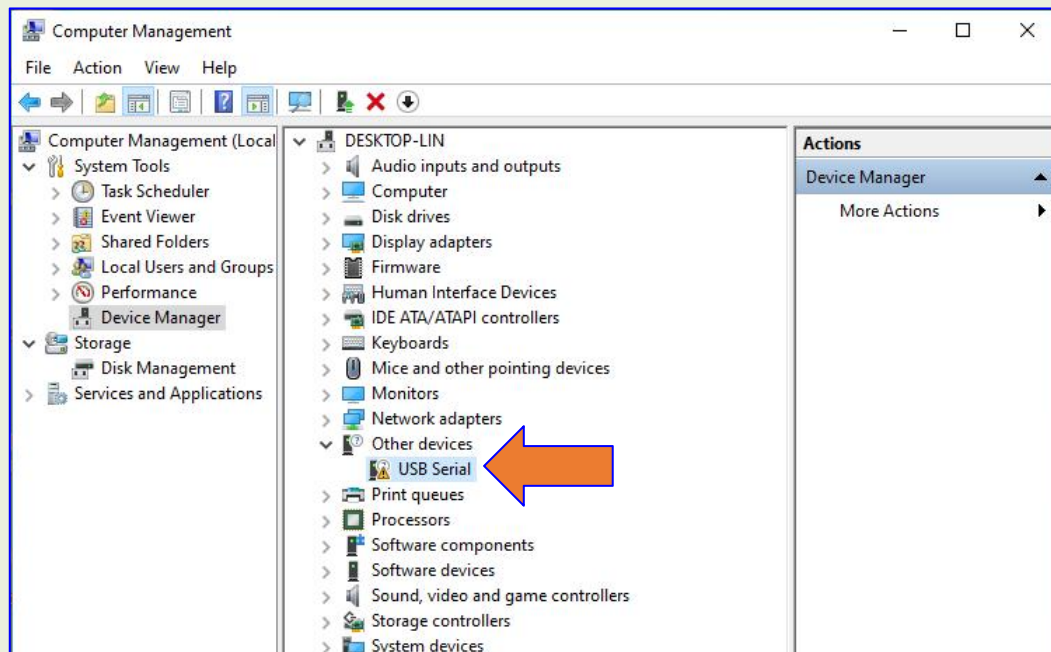 Computer Management
File Action View Help
Computer Management (Local
System Tools
Task Scheduler
Event Viewer
Shared Folders
Local Users and Groups
Performance
Device Manager
Storage
Disk Management
Services and Applications
DESKTOP-LIN
Audio inputs and outputs
Computer
Disk drives
Display adapters
Firmware
Human Interface Devices
IDE ATA/ATAPI controllers
Keyboards
Mice and other pointing devices
Monitors
Network adapters
Other devices
USB Serial
Print queues
Processors
Software components
Software devices
Sound, video and game controllers
Storage controllers
System devices
Actions
Device Manager
More Actions